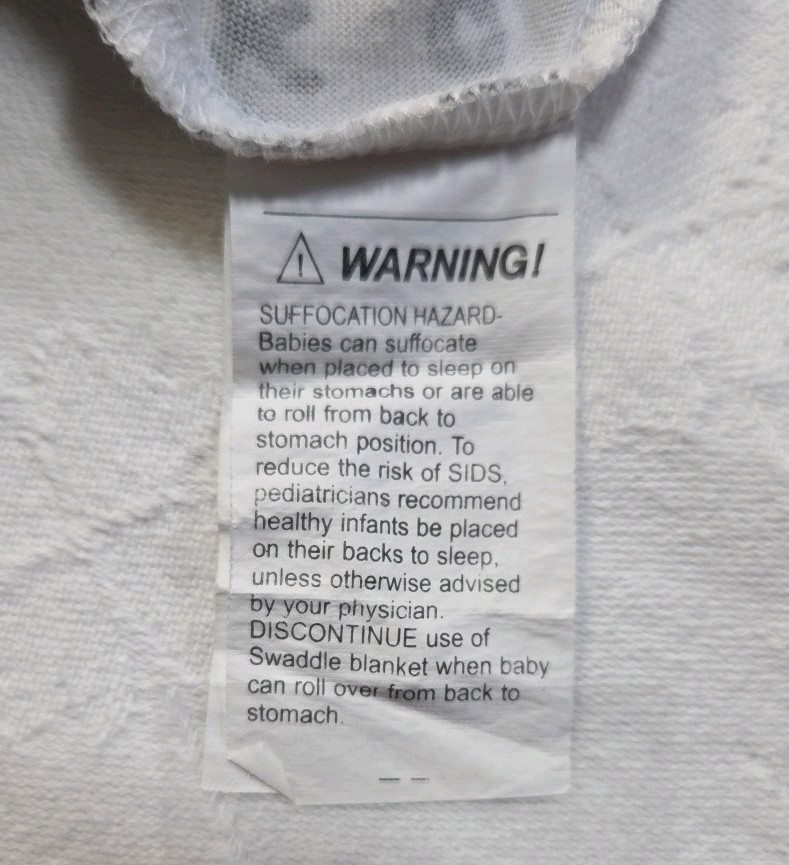 WARNING!
SUFFOCATION HAZARD-
Babies can suffocate
when placed to sleep on
their stomachs or are able
to roll from back to
stomach position. To
reduce the risk of SIDS,
pediatricians recommend
healthy infants be placed
on their backs to sleep,
unless otherwise advised
by your physician.
DISCONTINUE use of
Swaddle blanket when baby
can roll over from back to
stomach.